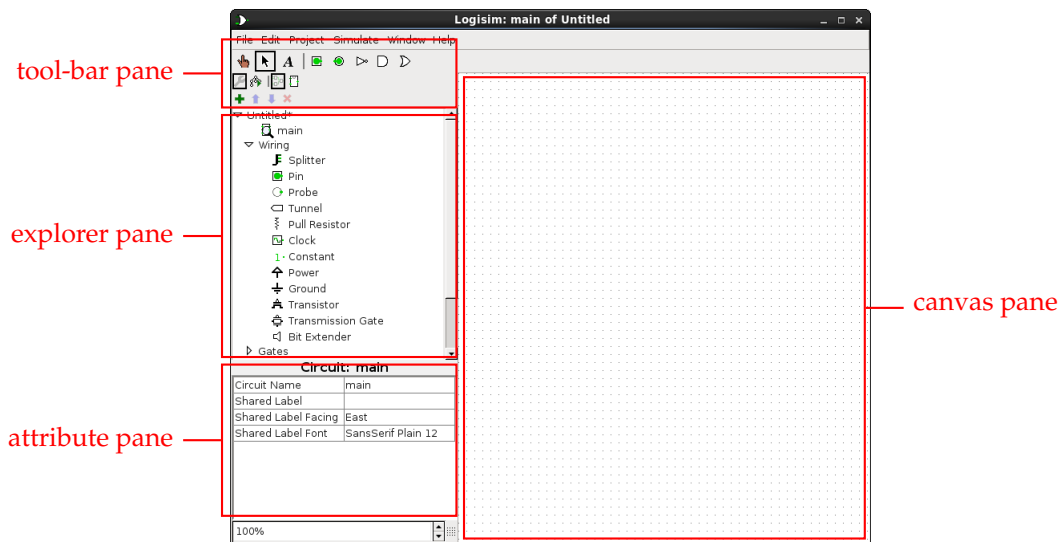 Logisim: main of Untitled
File Edit Project Simulate Window Help
A
tool-bar pane
Untitled*
main
Wiring
Splitter
Pin
Probe
Tunnel
Pull Resistor
Clock
1 Constant
Power
Ground
Transistor
Transmission Gate
Bit Extender
Gates
explorer pane
canvas pane
Circuit: main
Circuit Name main
Shared Label
Shared Label Facing East
Shared Label Font SansSerif Plain 12
attribute pane
100%